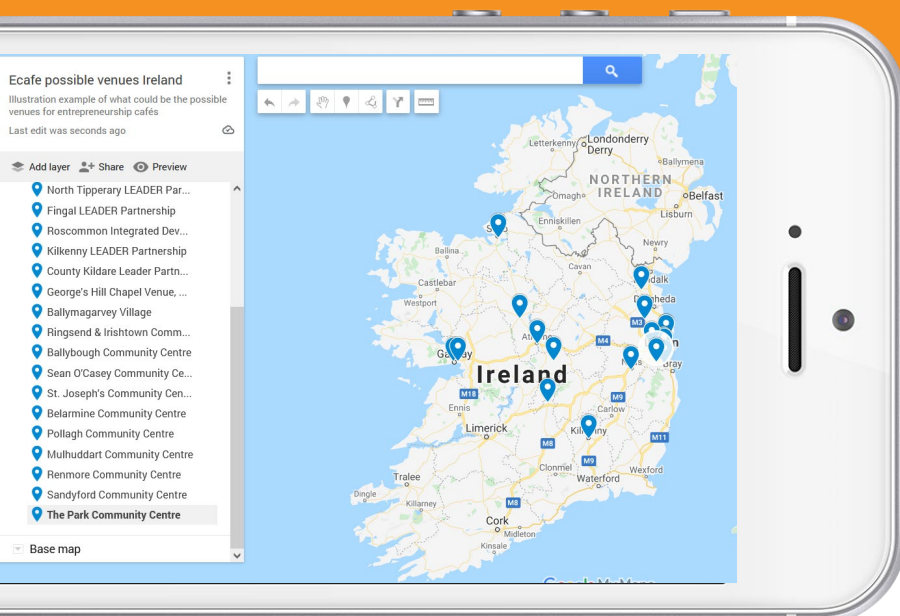 Ecafe possible venues Ireland
Illustration example of what could be the possible
venues for entrepreneurship cafés
Last edit was seconds ago
Add layer Share Preview
North Tipperary LEADER Par...
Fingal LEADER Partnership
Roscommon Integrated Dev...
Kilkenny LEADER Partnership
County Kildare Leader Partn...
George's Hill Chapel Venue, ...
Ballymagarvey Village
Ringsend & Irishtown Comm...
Ballybough Community Centre
Sean O'Casey Community Ce...
St. Joseph's Community Cen...
Belarmine Community Centre
Pollagh Community Centre
Mulhuddart Community Centre
Renmore Community Centre
Sandyford Community Centre
The Park Community Centre
Base map
Letterkenny
Londonderry
Derry
Ballymena
NORTHERN
IRELAND
Omagh
Belfast
Enniskillen
Lisburn
Newry
Ballina
Cavan
Castlebar
Westport
M3
M4
Bray
Ireland
M18
M9
Ennis
Carlow
Limerick
M8
M11
Clonmel
M9
Wexford
Waterford
Tralee
Dingle
Killarney
M8
Cork
Midleton
Kinsale